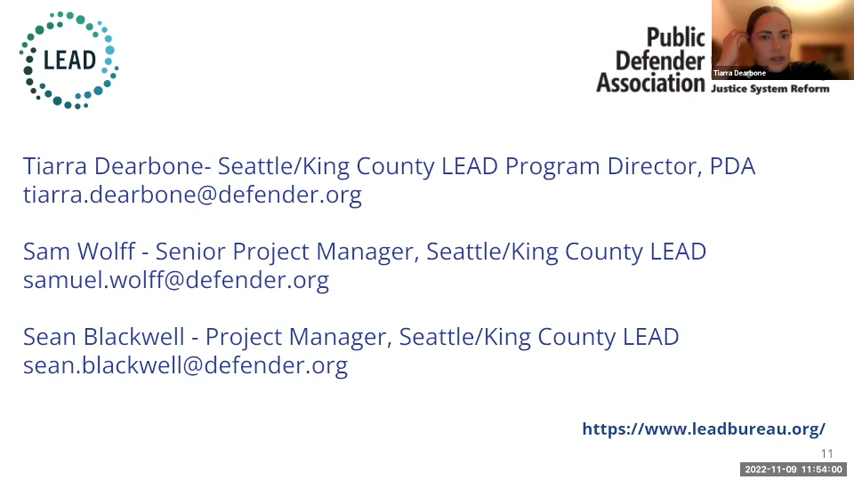 LEAD
Public
Defender
Association
Justice System Reform
Tiarra Dearbone
Tiarra Dearbone- Seattle/King County LEAD Program Director, PDA
tiarra.dearbone@defender.org
Sam Wolff - Senior Project Manager, Seattle/King County LEAD
samuel.wolff@defender.org
Sean Blackwell - Project Manager, Seattle/King County LEAD
sean.blackwell@defender.org
https://www.leadbureau.org/
11
2022-11-09 11:54:00